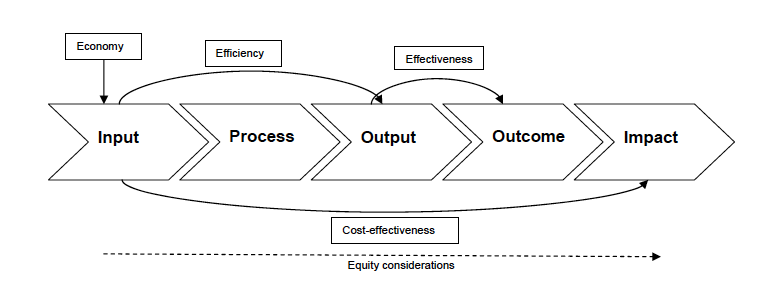 Economy
Efficiency
Effectiveness
Input
Process
Output
Outcome
Impact
Cost-effectiveness
Equity considerations